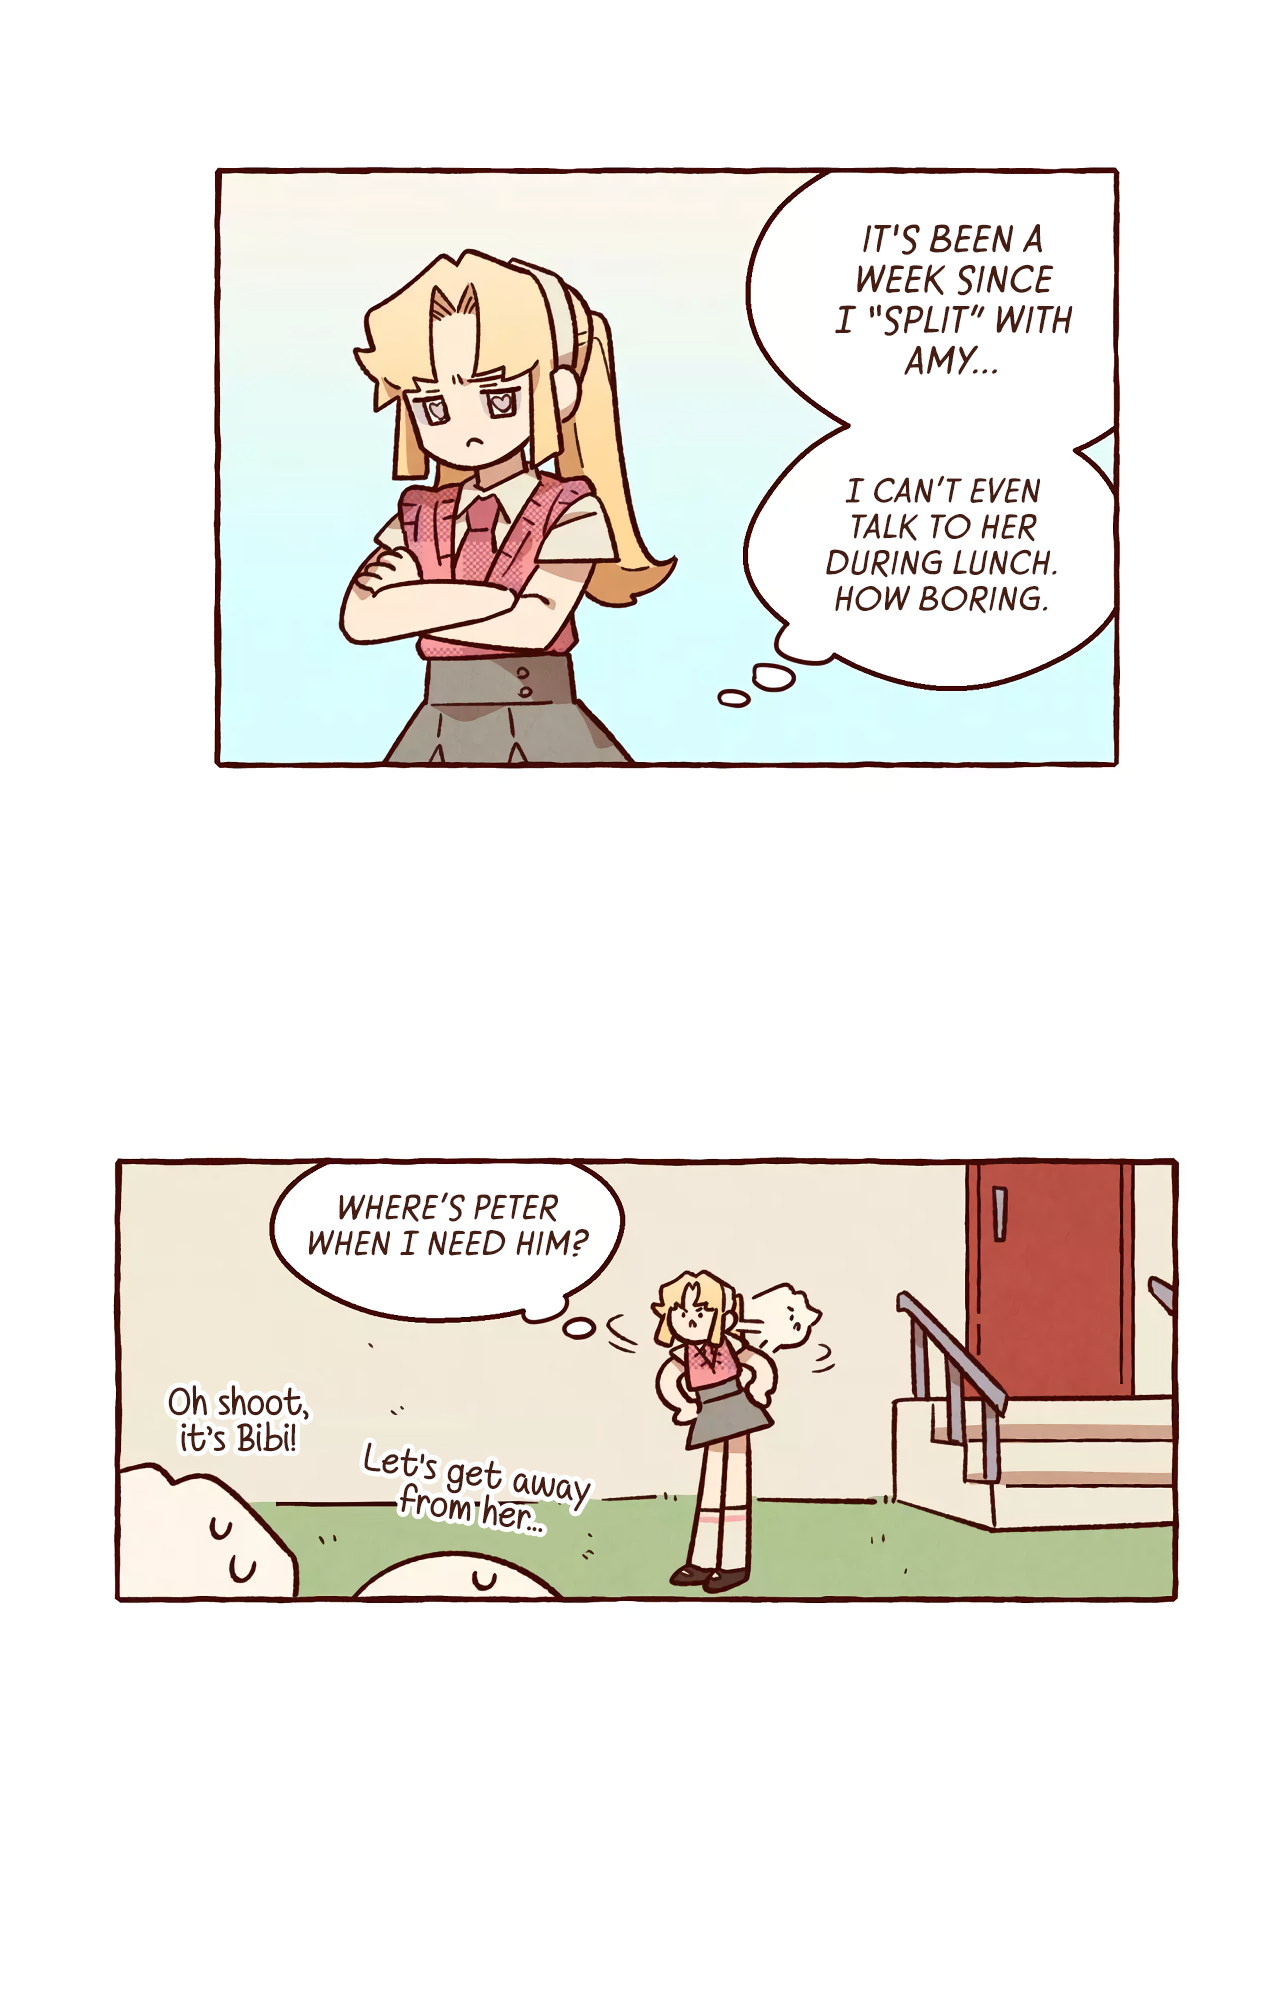 IT'S BEEN A
WEEK SINCE
I “SPLIT” WITH
AMY...
I CAN'T EVEN
TALK TO HER
DURING LUNCH.
HOW BORING.
WHERE'S PETER
WHEN I NEED HIM?
Oh shoot,
it's Bibi!
Let's get away
from her...